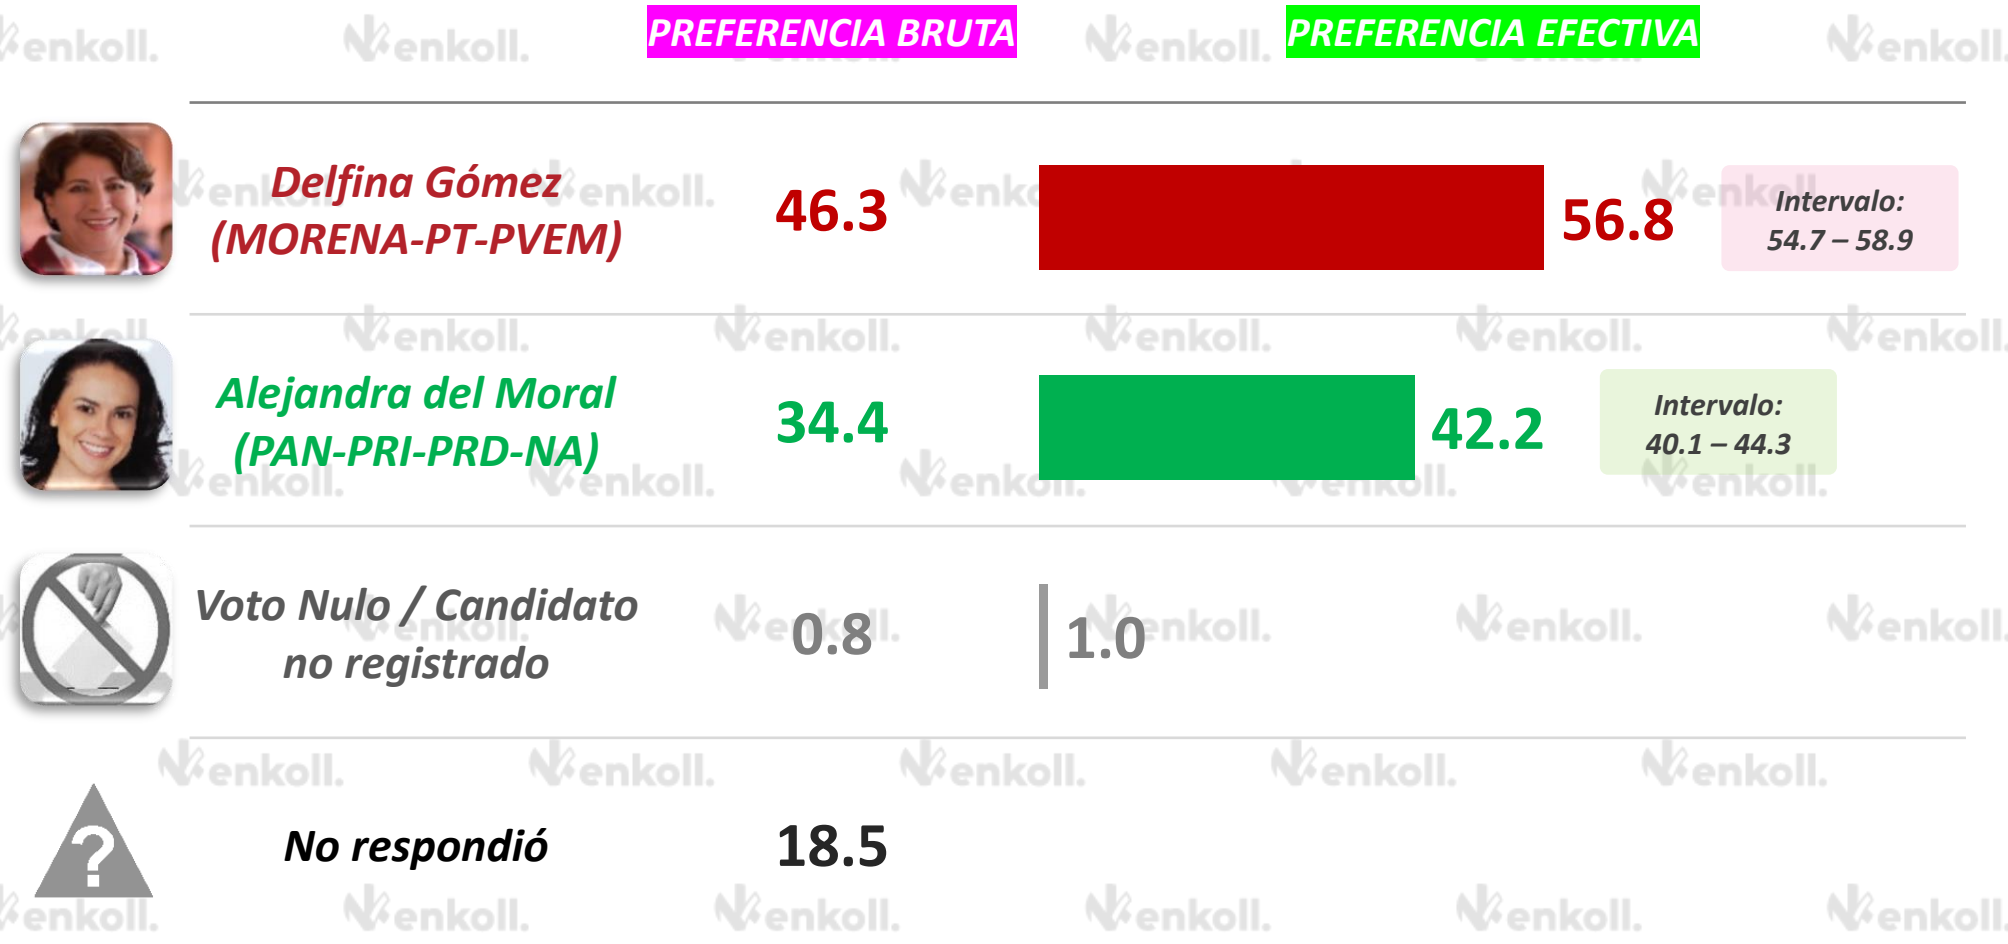 PREFERENCIA BRUTA
PREFERENCIA EFECTIVA
Delfina Gómez
(MORENA-PT-PVEM)
46.3
56.8
Intervalo:
54.7 – 58.9
Alejandra del Moral
(PAN-PRI-PRD-NA)
34.4
42.2
Intervalo:
40.1 – 44.3
Voto Nulo / Candidato
no registrado
0.8
1.0
?
No respondió
18.5
enkoll.